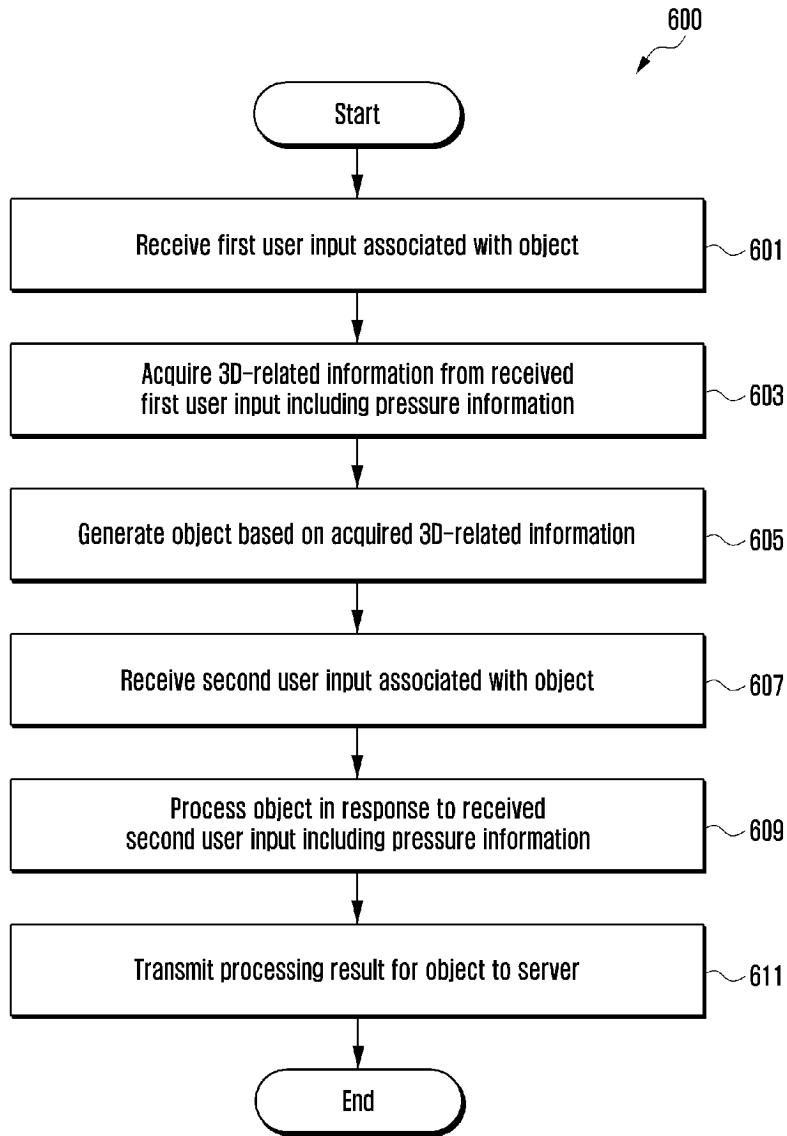 600
Start
Receive first user input associated with object
601
Acquire 3D-related information from received
first user input including pressure information
603
Generate object based on acquired 3D-related information
605
Receive second user input associated with object
607
Process object in response to received
second user input including pressure information
609
Transmit processing result for object to server
611
End